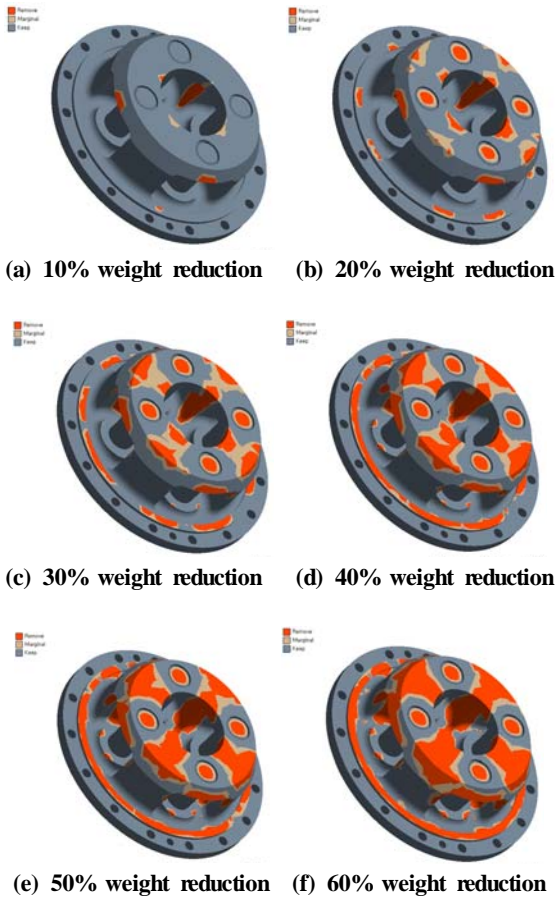 Remove
Marginal
Keep
Remove
Marginal
Keep
(a) 10% weight reduction
(b) 20% weight reduction
Remove
Marginal
Keep
Remove
Marginal
Keep
(c) 30% weight reduction
(d) 40% weight reduction
Remove
Marginal
Keep
Remove
Marginal
Keep
(e) 50% weight reduction
(f) 60% weight reduction